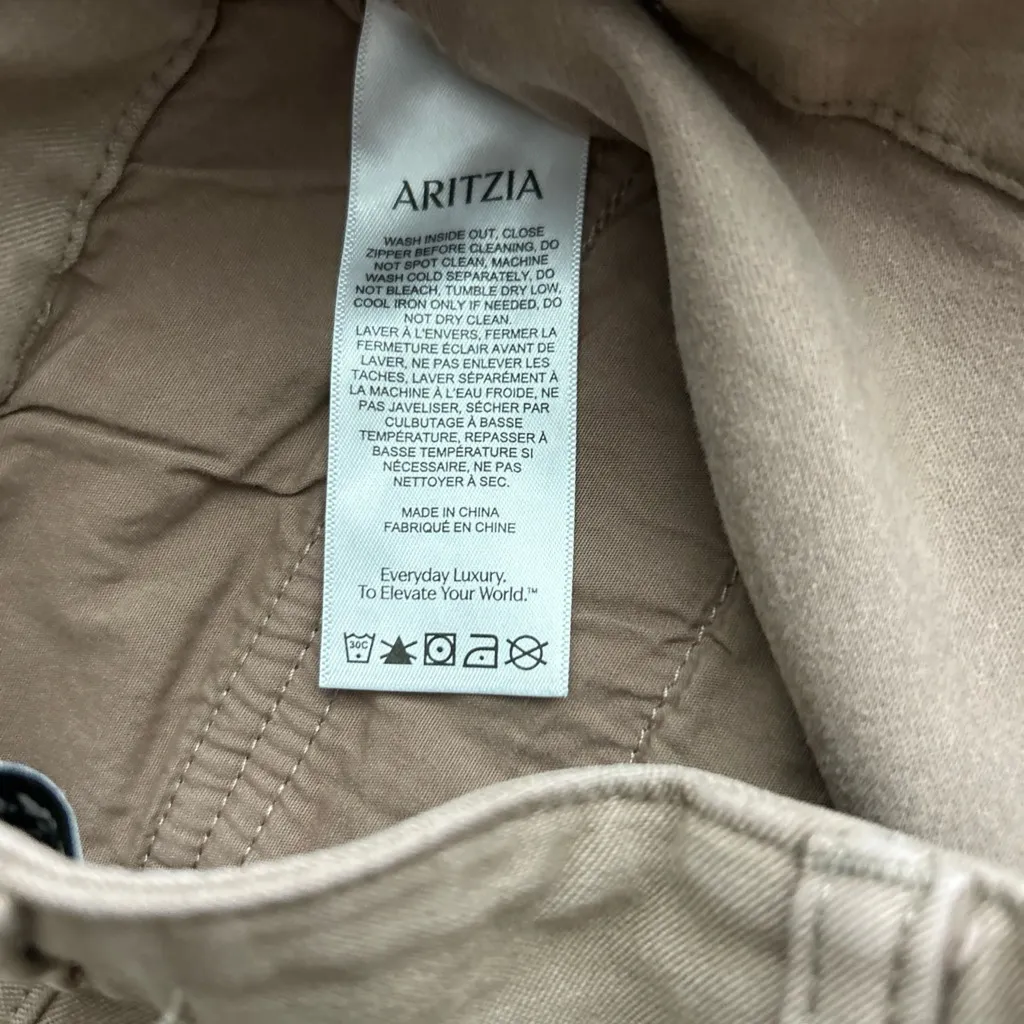 ARITZIA
WASH INSIDE OUT, CLOSE
ZIPPER BEFORE CLEANING, DO
NOT SPOT CLEAN, MACHINE
WASH COLD SEPARATELY, DO
NOT BLEACH, TUMBLE DRY LOW,
COOL IRON ONLY IF NEEDED, DO
NOT DRY CLEAN.
LAVER À L'ENVERS, FERMER LA
FERMETURE ÉCLAIR AVANT DE
LAVER, NE PAS ENLEVER LES
TACHES, LAVER SÉPARÉMENT À
LA MACHINE À L'EAU FROIDE, NE
PAS JAVELISER, SÉCHER PAR
CULBUTAGE À BASSE
TEMPÉRATURE, REPASSER À
BASSE TEMPÉRATURE SI
NÉCESSAIRE, NE PAS
NETTOYER À SEC.
MADE IN CHINA
FABRIQUÉ EN CHINE
Everyday Luxury.
To Elevate Your World.™
30C